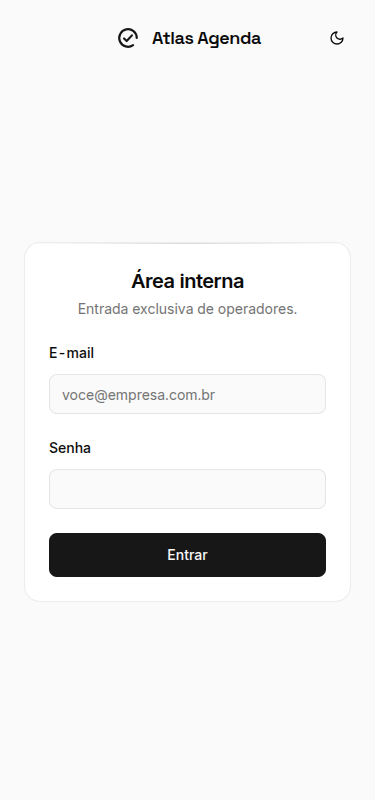 Atlas Agenda
Área interna
Entrada exclusiva de operadores.
E-mail
voce@empresa.com.br
Senha
Entrar